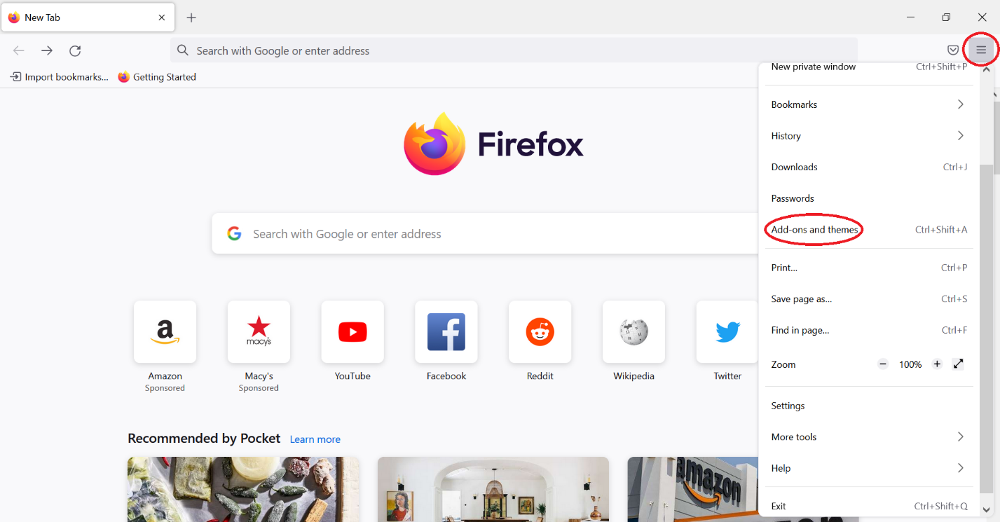 New Tab
Search with Google or enter address
Import bookmarks...
Getting Started
Firefox
Search with Google or enter address
a
macy's
f
Amazon
Sponsored
Macy's
Sponsored
YouTube
Facebook
Reddit
Wikipedia
Twitter
Recommended by Pocket Learn more
amazon
New private window Ctrl+Shift+P
Bookmarks
History
Downloads Ctrl+J
Passwords
Add-ons and themes Ctrl+Shift+A
Print... Ctrl+P
Save page as... Ctrl+S
Find in page... Ctrl+F
Zoom 100%
Settings
More tools
Help
Exit Ctrl+Shift+Q